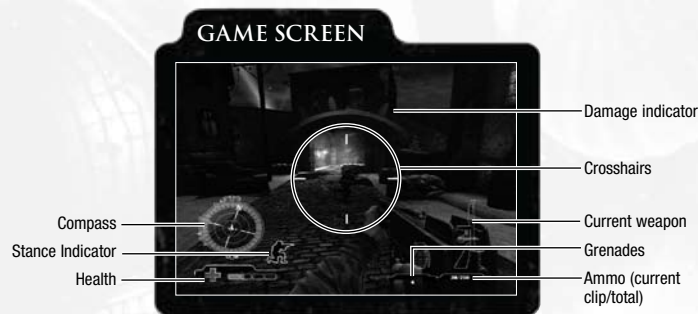 GAME SCREEN
Damage indicator
Crosshairs
Compass
Current weapon
Stance Indicator
Grenades
Health
Ammo (current
clip/total)